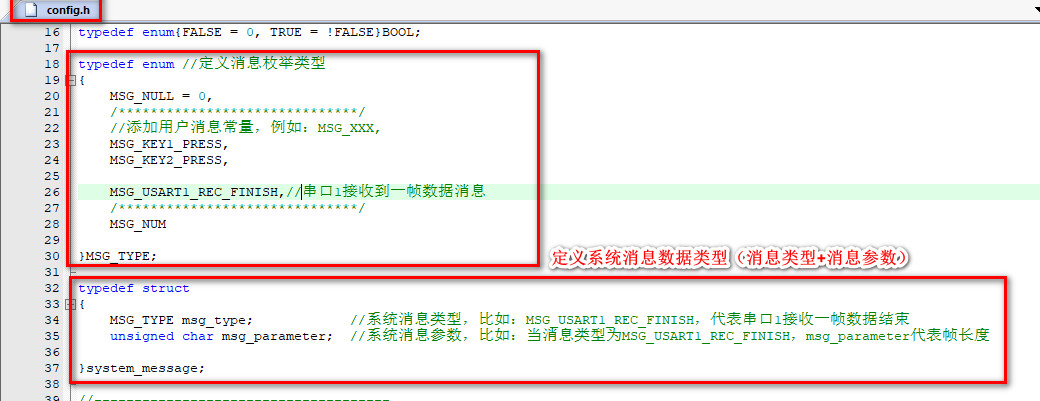 config.h
16 typedef enum{FALSE = 0, TRUE = !FALSE}BOOL;
17
18 typedef enum //定义消息枚举类型
19 {
20 MSG_NULL = 0,
21 /******************************/
22 //添加用户消息常量，例如：MSG_XXX,
23 MSG_KEY1_PRESS,
24 MSG_KEY2_PRESS,
25
26 MSG_USART1_REC_FINISH,//串口1接收到一帧数据消息
27 /******************************/
28 MSG_NUM
29
30 }MSG_TYPE;
定义系统消息数据类型（消息类型+消息参数）
31
32 typedef struct
33 {
34 MSG_TYPE msg_type; //系统消息类型，比如：MSG_USART1_REC_FINISH，代表串口1接收一帧数据结束
35 unsigned char msg_parameter; //系统消息参数，比如：当消息类型为MSG_USART1_REC_FINISH，msg_parameter代表帧长度
36
37 }system_message;
38
39 //-------------------------------------